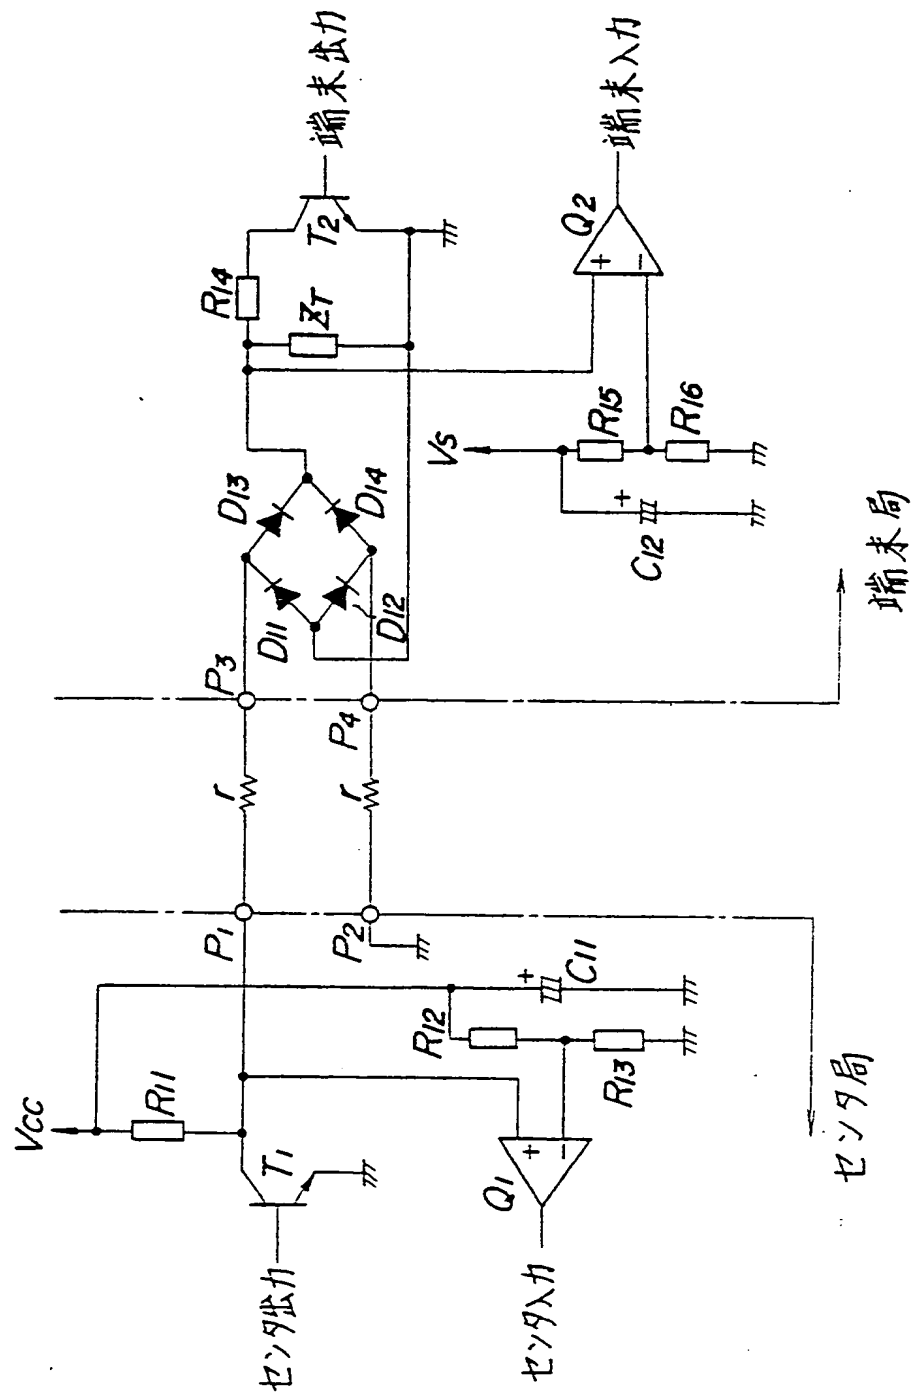 Vcc
R11
T1
センタ出力
センタ入力
Q1
+
−
R12
R13
+
C11
センタ局
P1
P2
r
r
P3
P4
D11
D12
D13
D14
R14
ZT
T2
端末出力
Vs
+
C12
R15
R16
+
−
Q2
端末入力
端末局